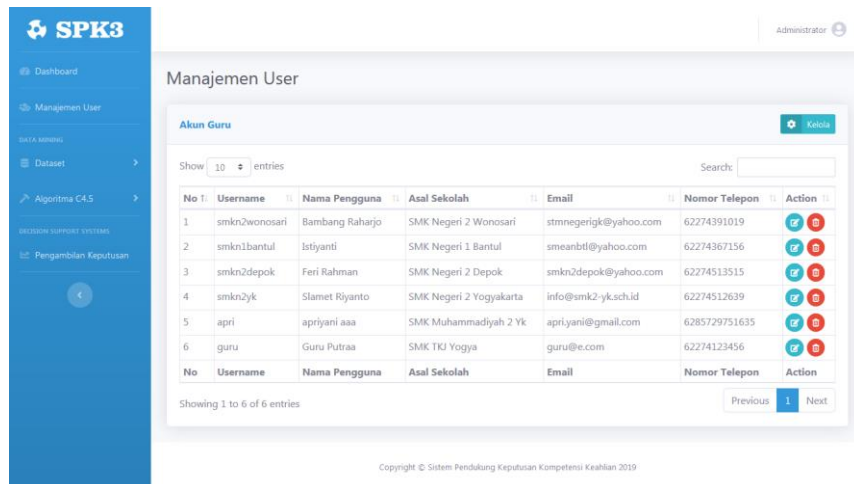 SPK3
Administrator
Dashboard
Manajemen User
Manajemen User
DATA MINING
Akun Guru
Kelola
Dataset
Show 10 entries
Search:
Algoritma C4.5
No Username Nama Pengguna Asal Sekolah Email Nomor Telepon Action
1 smkn2wonosari Bambang Raharjo SMK Negeri 2 Wonosari stmnegerigk@yahoo.com 62274391019
DECISION SUPPORT SYSTEMS
2 smkn1bantul Istiyanti SMK Negeri 1 Bantul smeanbtl@yahoo.com 62274367156
Pengambilan Keputusan
3 smkn2depok Feri Rahman SMK Negeri 2 Depok smkn2depok@yahoo.com 62274513515
4 smkn2yk Slamet Riyanto SMK Negeri 2 Yogyakarta info@smk2-yk.sch.id 62274512639
5 apri apriyani aaa SMK Muhammadiyah 2 Yk apri.yani@gmail.com 6285729751635
6 guru Guru Putraa SMK TKJ Yogya guru@e.com 62274123456
No Username Nama Pengguna Asal Sekolah Email Nomor Telepon Action
Showing 1 to 6 of 6 entries
Previous 1 Next
Copyright © Sistem Pendukung Keputusan Kompetensi Keahlian 2019